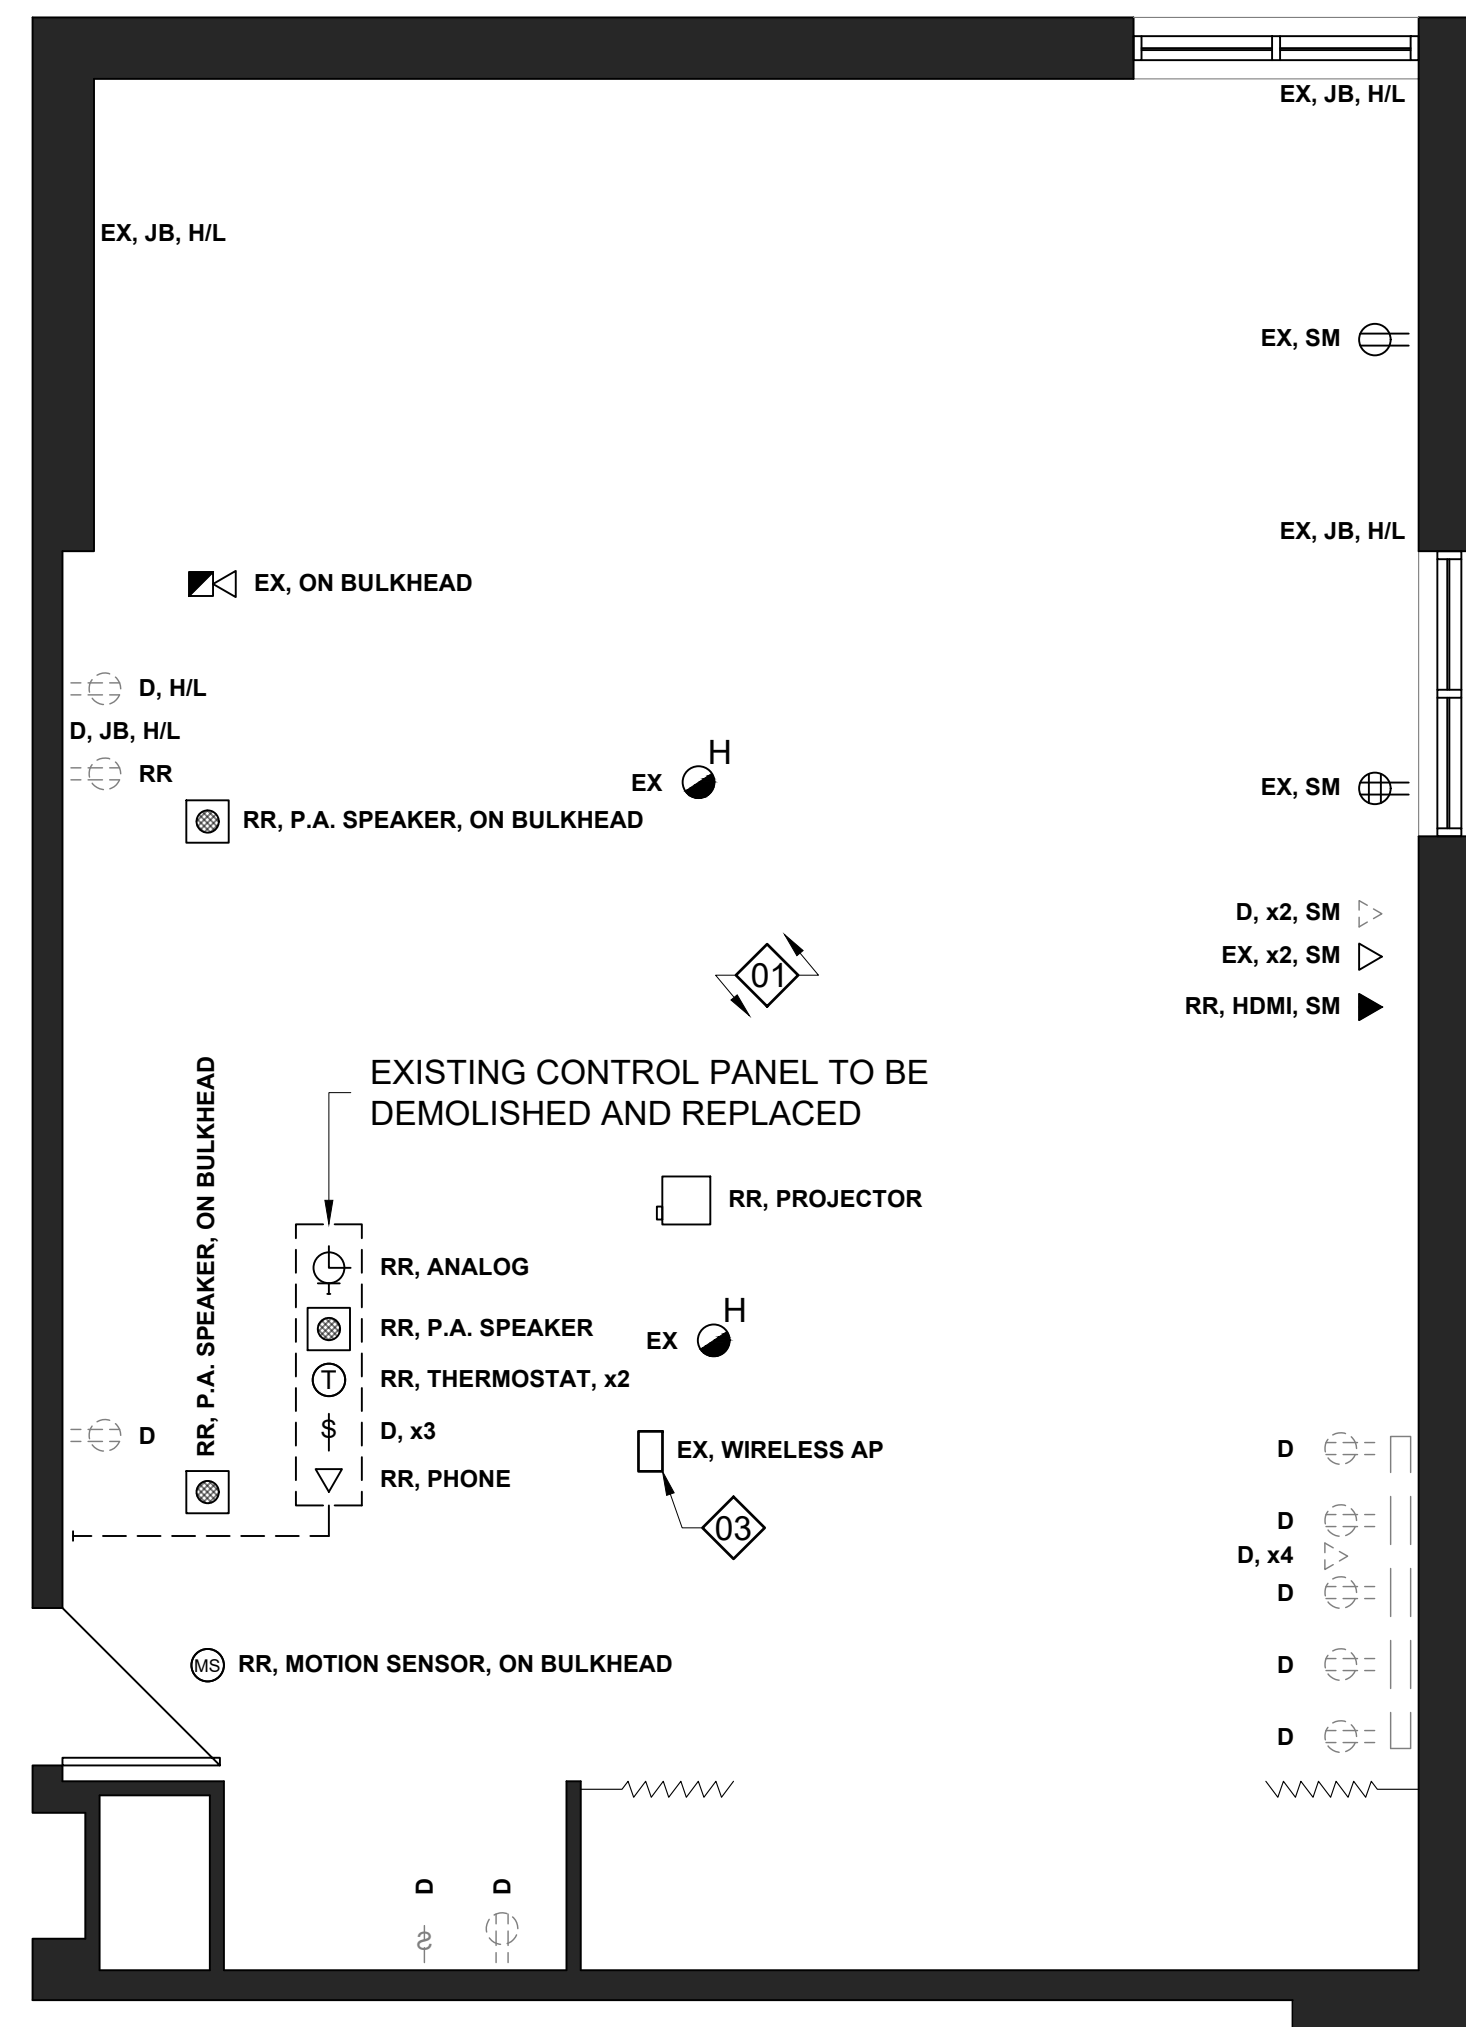 EX, JB, H/L
EX, JB, H/L
EX, SM
EX, JB, H/L
EX, ON BULKHEAD
D, H/L
D, JB, H/L
RR
H
EX
EX, SM
RR, P.A. SPEAKER, ON BULKHEAD
D, x2, SM
EX, x2, SM
01
RR, HDMI, SM
EXISTING CONTROL PANEL TO BE
DEMOLISHED AND REPLACED
RR, P.A. SPEAKER, ON BULKHEAD
RR, PROJECTOR
RR, ANALOG
H
RR, P.A. SPEAKER
EX
T
RR, THERMOSTAT, x2
D
$
D, x3
EX, WIRELESS AP
D
RR, PHONE
03
D
D, x4
D
MS
RR, MOTION SENSOR, ON BULKHEAD
D
D
D
D
$